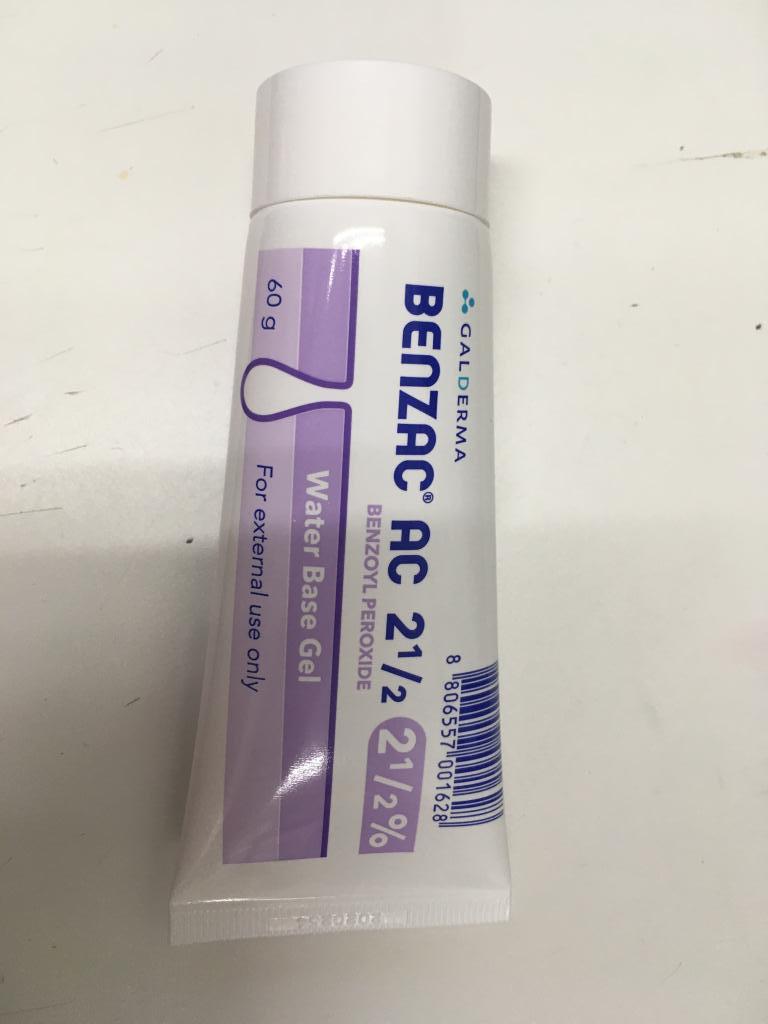 GALDERMA
BENZAC® AC 2½
BENZOYL PEROXIDE
2½%
Water Base Gel
60 g
For external use only
8 806557 001628